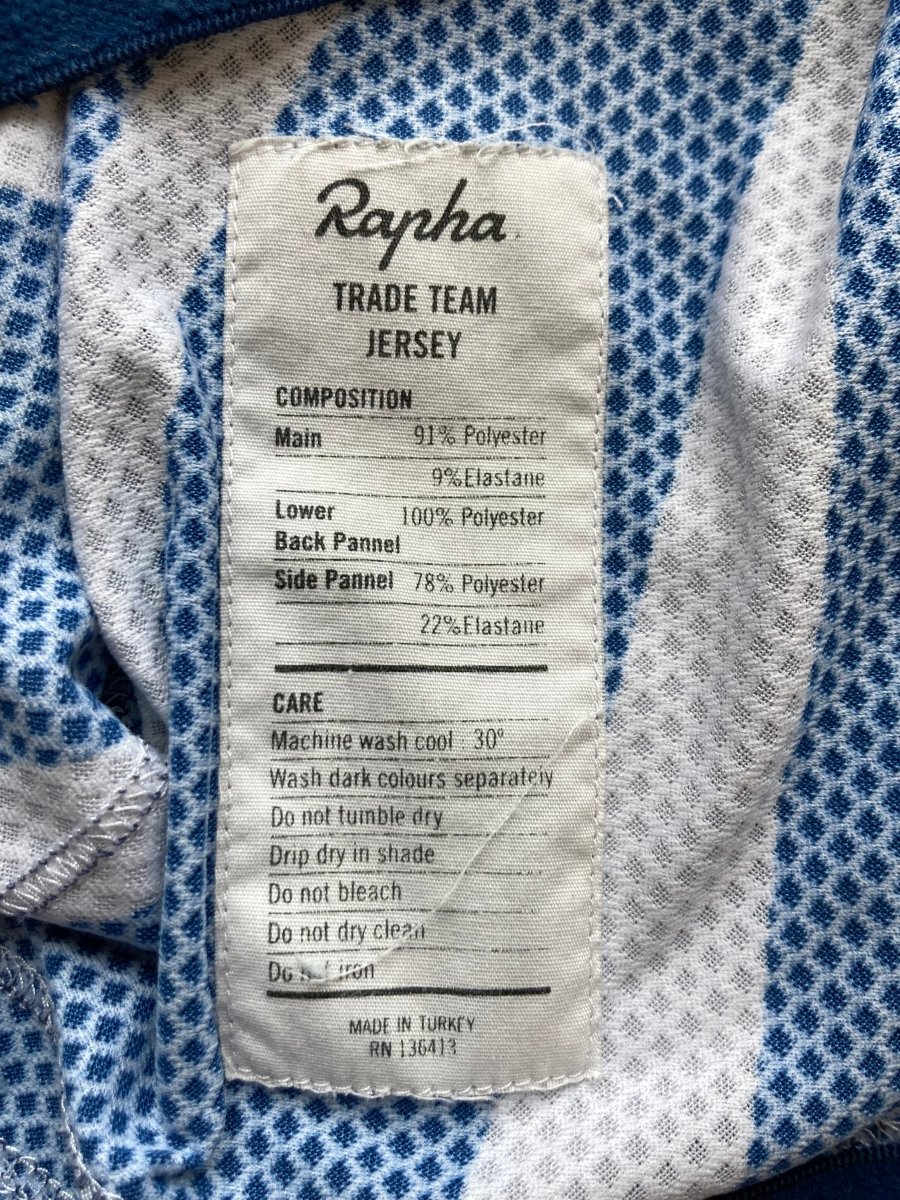 Rapha
TRADE TEAM
JERSEY
COMPOSITION
Main 91% Polyester
9%Elastane
Lower 100% Polyester
Back Pannel
Side Pannel 78% Polyester
22%Elastane
CARE
Machine wash cool : 30°
Wash dark colours separately
Do not tumble dry
Drip dry in shade
Do not bleach
Do not dry clean
Do not iron
MADE IN TURKEY
RN 136413